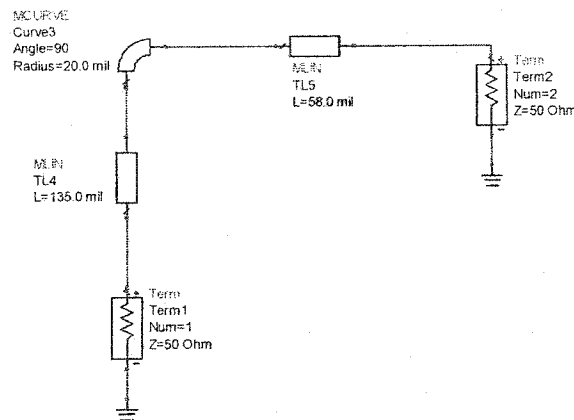 MCURVE
Curve3
Angle=90
Radius=20.0 mil
MLIN
TL5
L=58.0 mil
+
Term
Term2
Num=2
Z=50 Ohm
-
MLIN
TL4
L=135.0 mil
+
Term
Term1
Num=1
Z=50 Ohm
-